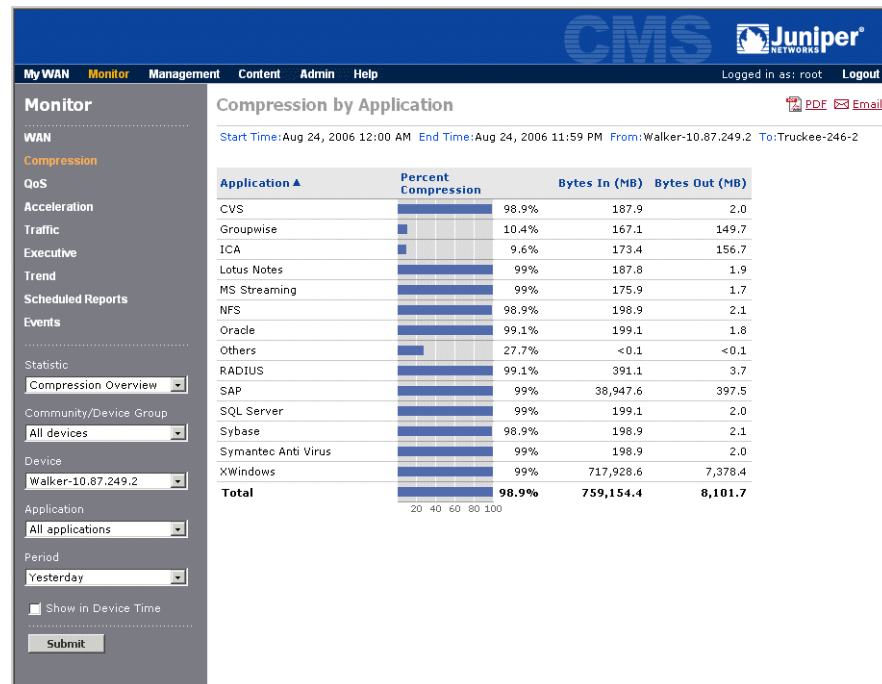 CMS
Juniper®
NETWORKS
My WAN Monitor Management Content Admin Help Logged in as: root Logout
Monitor
WAN
Compression
QoS
Acceleration
Traffic
Executive
Trend
Scheduled Reports
Events
Statistic
Compression Overview
Community/Device Group
All devices
Device
Walker-10.87.249.2
Application
All applications
Period
Yesterday
Show in Device Time
Submit
Compression by Application
PDF Email
Start Time:Aug 24, 2006 12:00 AM End Time:Aug 24, 2006 11:59 PM From:Walker-10.87.249.2 To:Truckee-246-2
Application Percent Compression Bytes In (MB) Bytes Out (MB)
CVS 98.9% 187.9 2.0
Groupwise 10.4% 167.1 149.7
ICA 9.6% 173.4 156.7
Lotus Notes 99% 187.8 1.9
MS Streaming 99% 175.9 1.7
NFS 98.9% 198.9 2.1
Oracle 99.1% 199.1 1.8
Others 27.7% <0.1 <0.1
RADIUS 99.1% 391.1 3.7
SAP 99% 38,947.6 397.5
SQL Server 99% 199.1 2.0
Sybase 98.9% 198.9 2.1
Symantec Anti Virus 99% 198.9 2.0
XWindows 99% 717,928.6 7,378.4
Total 98.9% 759,154.4 8,101.7
20 40 60 80 100